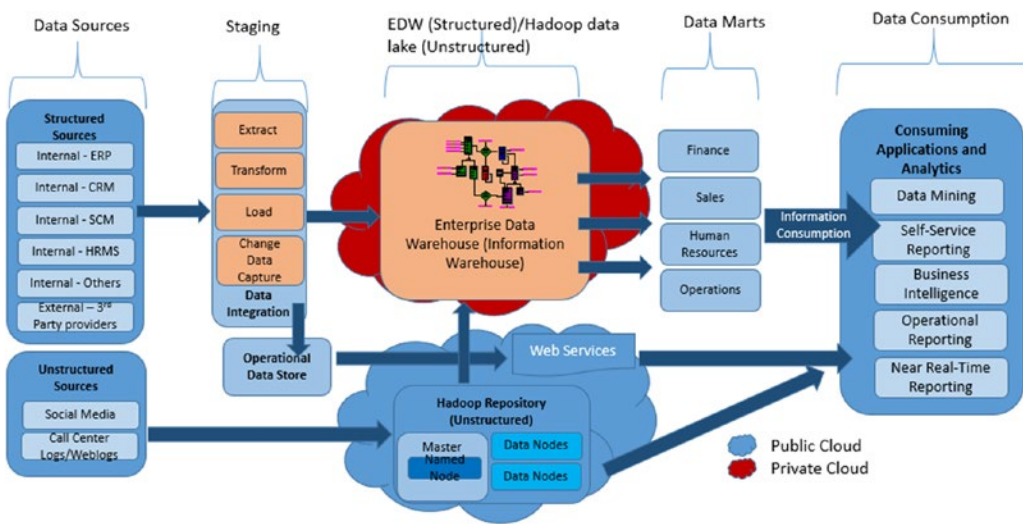 Data Sources
Staging
EDW (Structured)/Hadoop data
lake (Unstructured)
Data Marts
Data Consumption
Structured
Sources
Internal - ERP
Internal - CRM
Internal - SCM
Internal - HRMS
Internal - Others
External – 3rd
Party providers
Unstructured
Sources
Social Media
Call Center
Logs/Weblogs
Extract
Transform
Load
Change
Data
Capture
Data
Integration
Operational
Data Store
Enterprise Data
Warehouse (Information
Warehouse)
Web Services
Hadoop Repository
(Unstructured)
Master
Named
Node
Data Nodes
Data Nodes
Finance
Sales
Human
Resources
Operations
Information
Consumption
Consuming
Applications and
Analytics
Data Mining
Self-Service
Reporting
Business
Intelligence
Operational
Reporting
Near Real-Time
Reporting
Public Cloud
Private Cloud